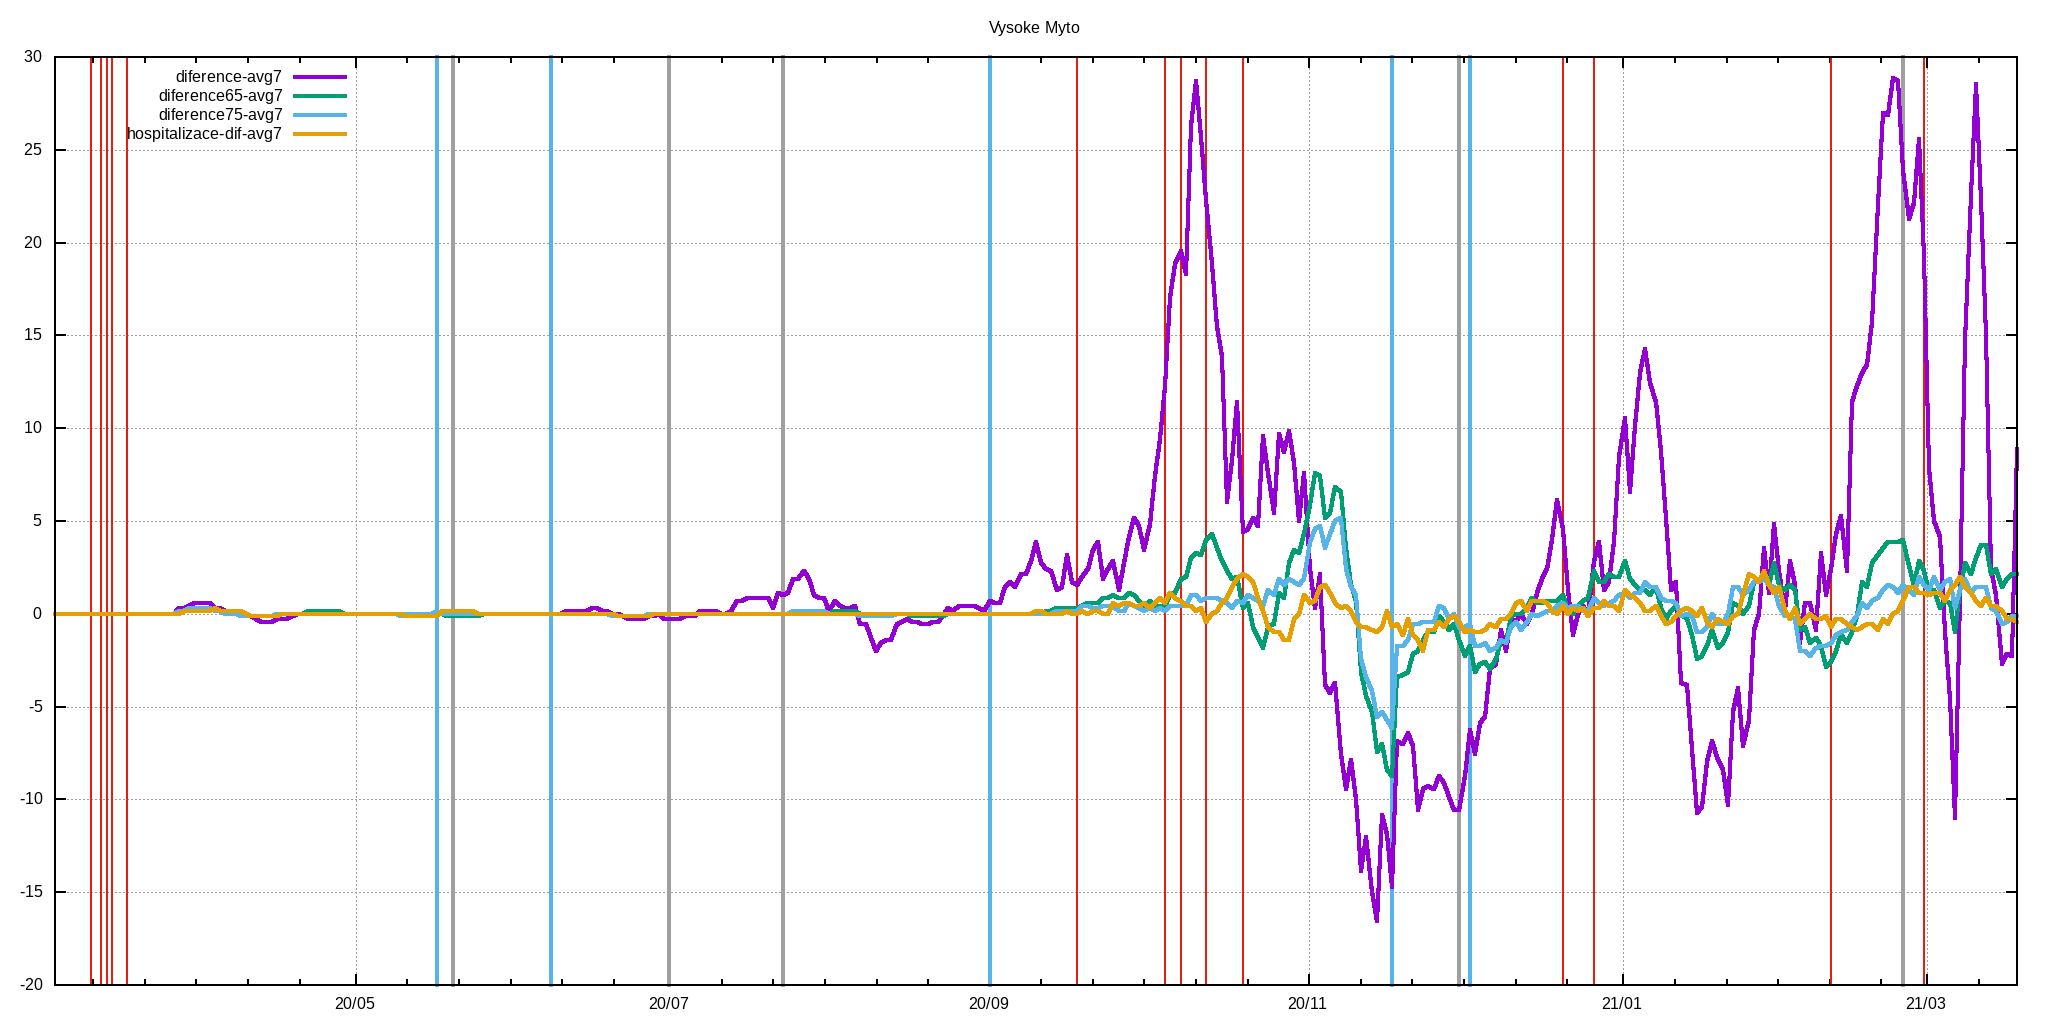 Vysoke Myto
diference-avg7
diference65-avg7
diference75-avg7
hospitalizace-dif-avg7
30
25
20
15
10
5
0
-5
-10
-15
-20
20/05 20/07 20/09 20/11 21/01 21/03